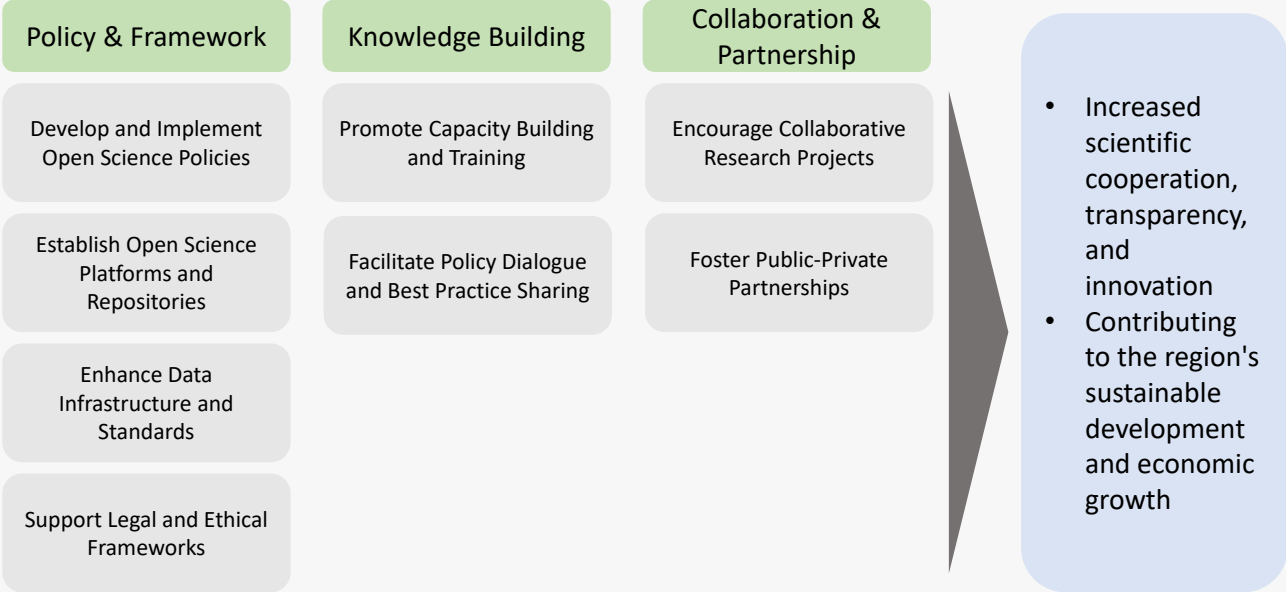 Policy & Framework
Develop and Implement
Open Science Policies
Establish Open Science
Platforms and
Repositories
Enhance Data
Infrastructure and
Standards
Support Legal and Ethical
Frameworks
Knowledge Building
Promote Capacity Building
and Training
Facilitate Policy Dialogue
and Best Practice Sharing
Collaboration &
Partnership
Encourage Collaborative
Research Projects
Foster Public-Private
Partnerships
• Increased
scientific
cooperation,
transparency,
and
innovation
• Contributing
to the region's
sustainable
development
and economic
growth